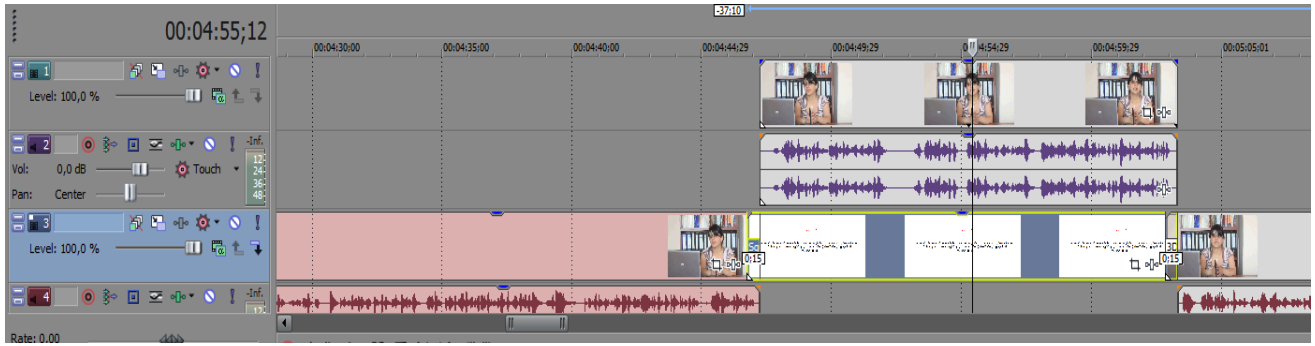 -37;10
00:04:55;12
00:04:30;00 00:04:35;00 00:04:40;00 00:04:44;29 00:04:49;29 4:54;29 00:04:59;29 00:05:05;01
1
Level: 100,0 %
2 -Inf.
Vol: 0,0 dB Touch 12
24
Pan: Center 36
48
3
Level: 100,0 %
0;15 0;15
4 -Inf.
12
Rate: 0,00